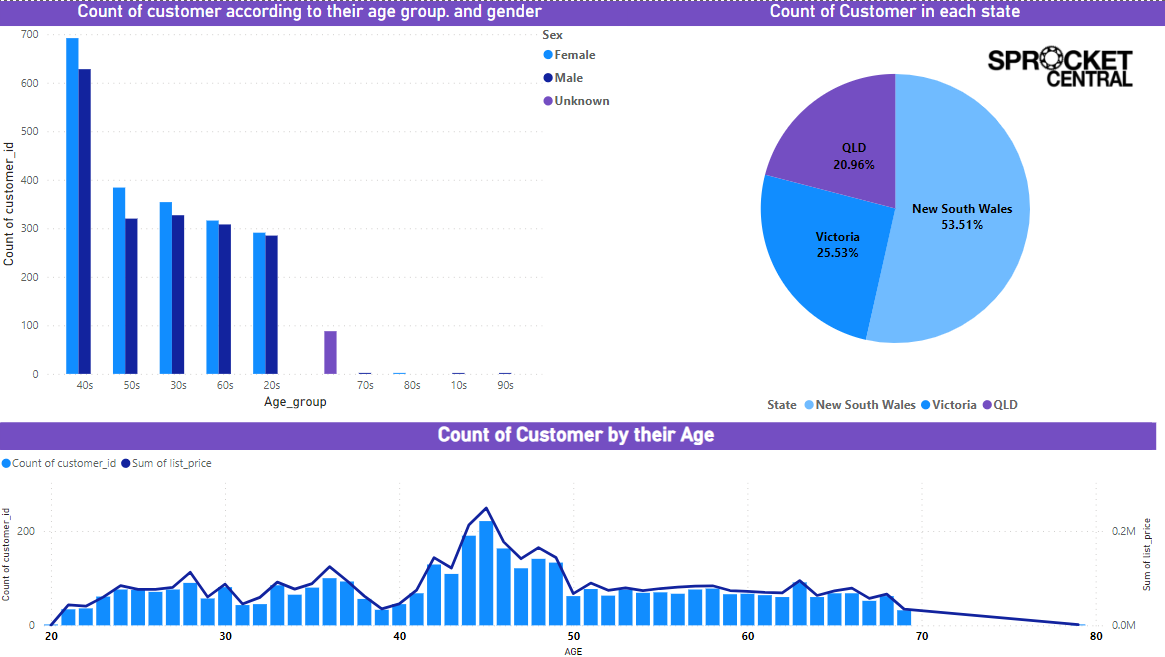 Count of customer according to their age group. and gender
Count of Customer in each state
Sex
Female
Male
Unknown
Count of customer_id
700
600
500
400
300
200
100
0
40s
50s
30s
60s
20s
70s
80s
10s
90s
Age_group
SPROCKET
CENTRAL
QLD
20.96%
New South Wales
53.51%
Victoria
25.53%
State New South Wales Victoria QLD
Count of Customer by their Age
Count of customer_id Sum of list_price
Count of customer_id
200
0
0.2M
0.0M
Sum of list_price
20
30
40
50
60
70
80
AGE